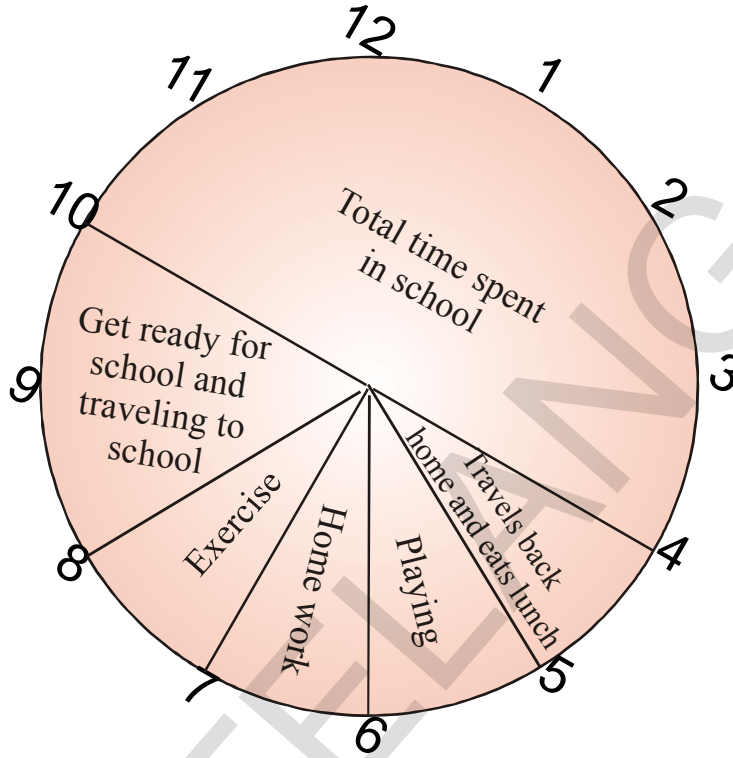 12
1
2
3
4
5
6
7
8
9
10
11
Total time spent
in school
Get ready for
school and
traveling to
school
Exercise
Home work
Playing
Travels back
home and eats lunch